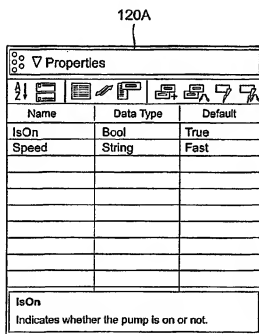 120A
Properties
Name Data Type Default
IsOn Bool True
Speed String Fast
IsOn
Indicates whether the pump is on or not.